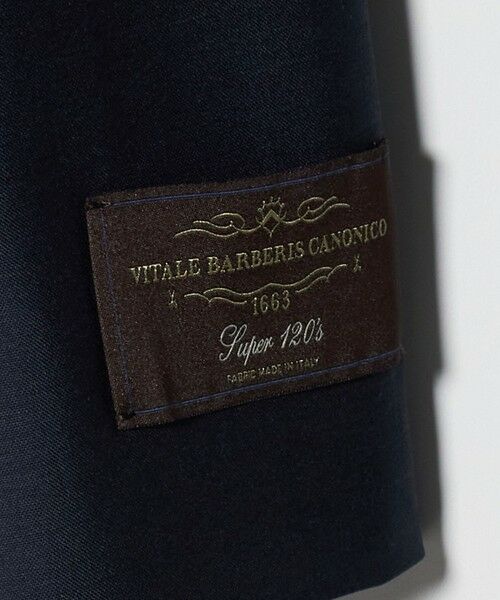 VITALE BARBERIS CANONICO
1663
Super 120's
FABRIC MADE IN ITALY